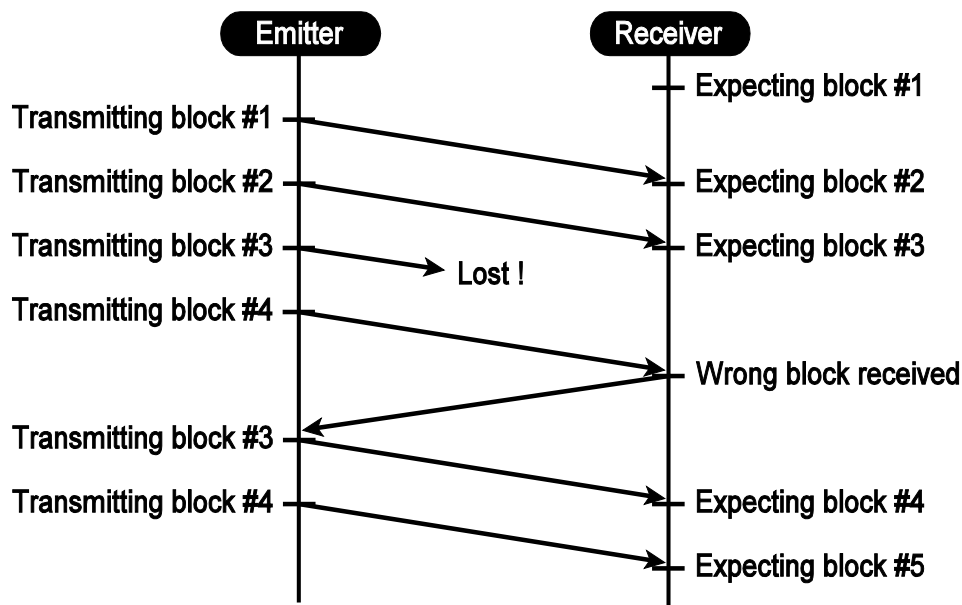 Emitter
Receiver
Expecting block #1
Transmitting block #1
Transmitting block #2
Expecting block #2
Transmitting block #3
Expecting block #3
Lost !
Transmitting block #4
Wrong block received
Transmitting block #3
Transmitting block #4
Expecting block #4
Expecting block #5